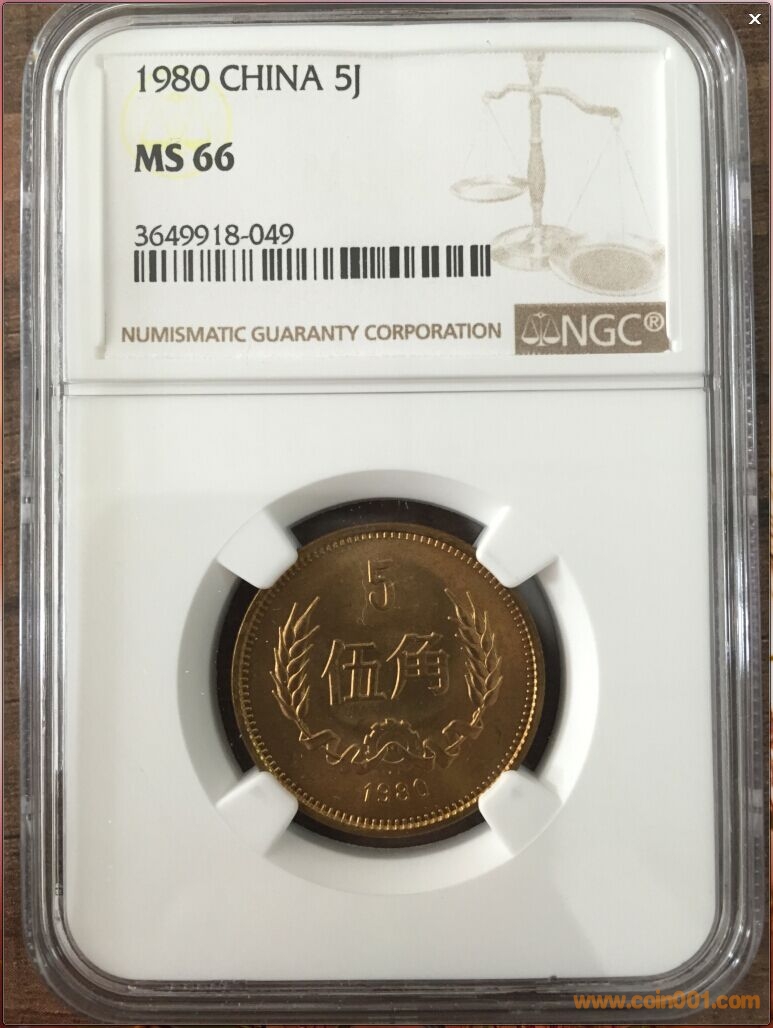 x
1980 CHINA 5J
MS 66
3649918-049
NUMISMATIC GUARANTY CORPORATION
NGC®
5
伍角
1980
www.coin001.com